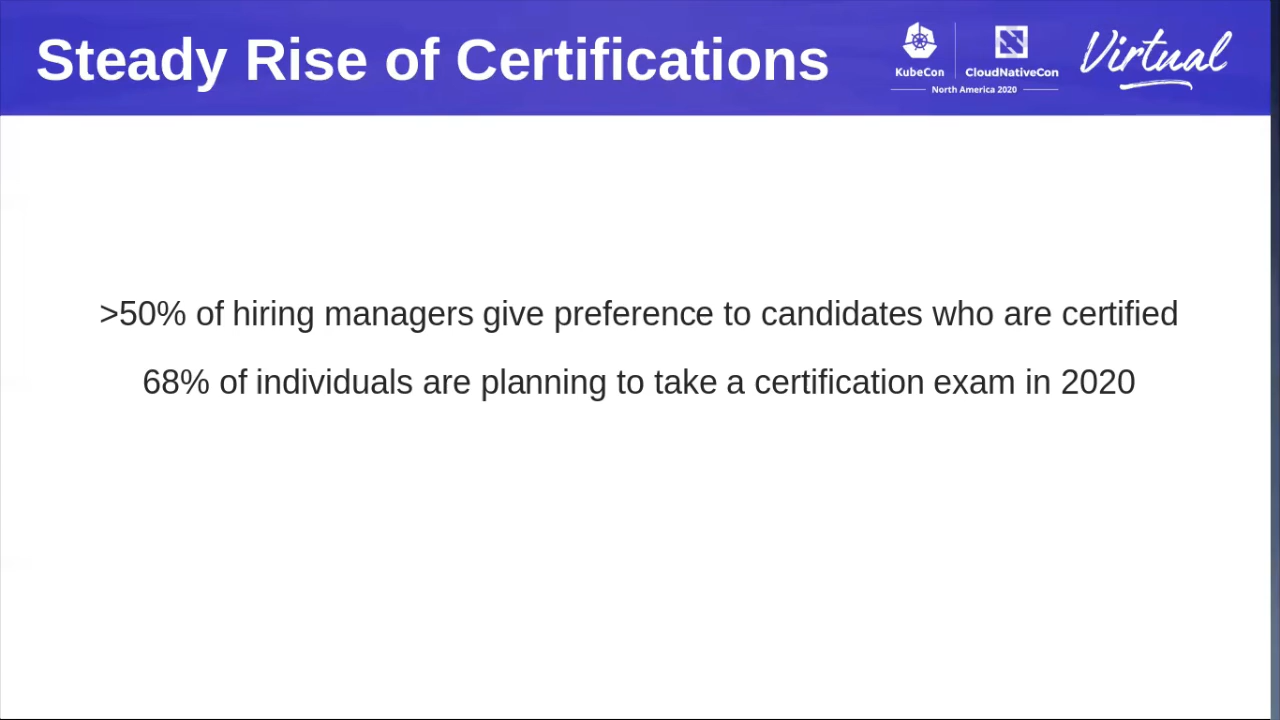 Steady Rise of Certifications
KubeCon
CloudNativeCon
North America 2020
Virtual
>50% of hiring managers give preference to candidates who are certified
68% of individuals are planning to take a certification exam in 2020